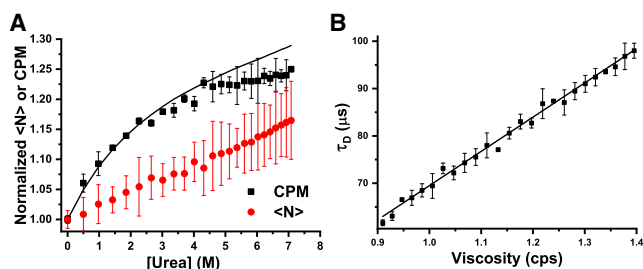 A
Normalized <N> or CPM
1.30
1.25
1.20
1.15
1.10
1.05
1.00
CPM
<N>
0 1 2 3 4 5 6 7 8
[Urea] (M)
B
τD (μs)
100
90
80
70
0.9 1.0 1.1 1.2 1.3 1.4
Viscosity (cps)